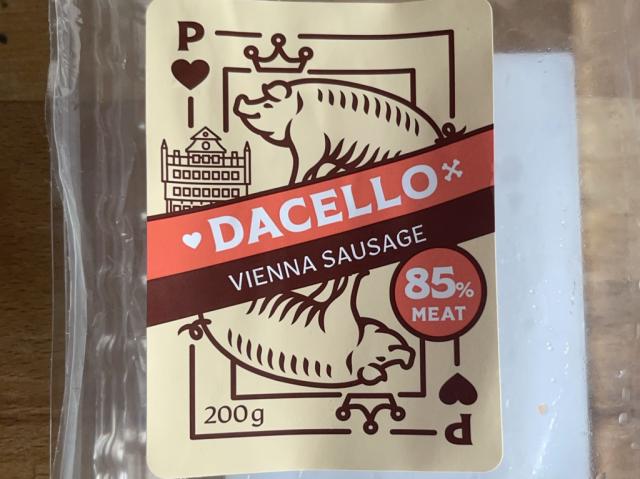 P
DACELLO
VIENNA SAUSAGE
85%
MEAT
200g
P